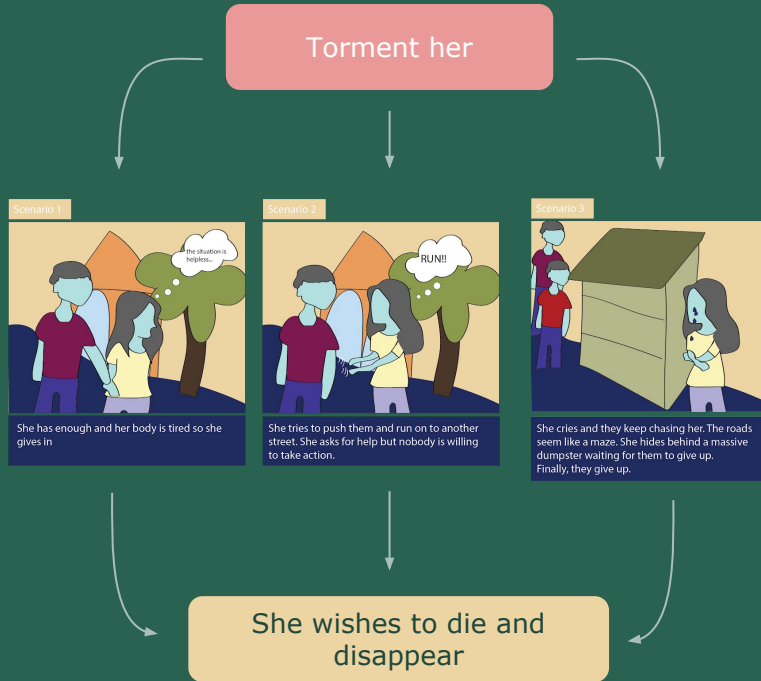 Torment her
Scenario 1
Scenario 2
Scenario 3
the situation is
helpless...
RUN!!
She has enough and her body is tired so she
gives in
She tries to push them and run on to another
street. She asks for help but nobody is willing
to take action.
She cries and they keep chasing her. The roads
seem like a maze. She hides behind a massive
dumpster waiting for them to give up.
Finally, they give up.
She wishes to die and
disappear